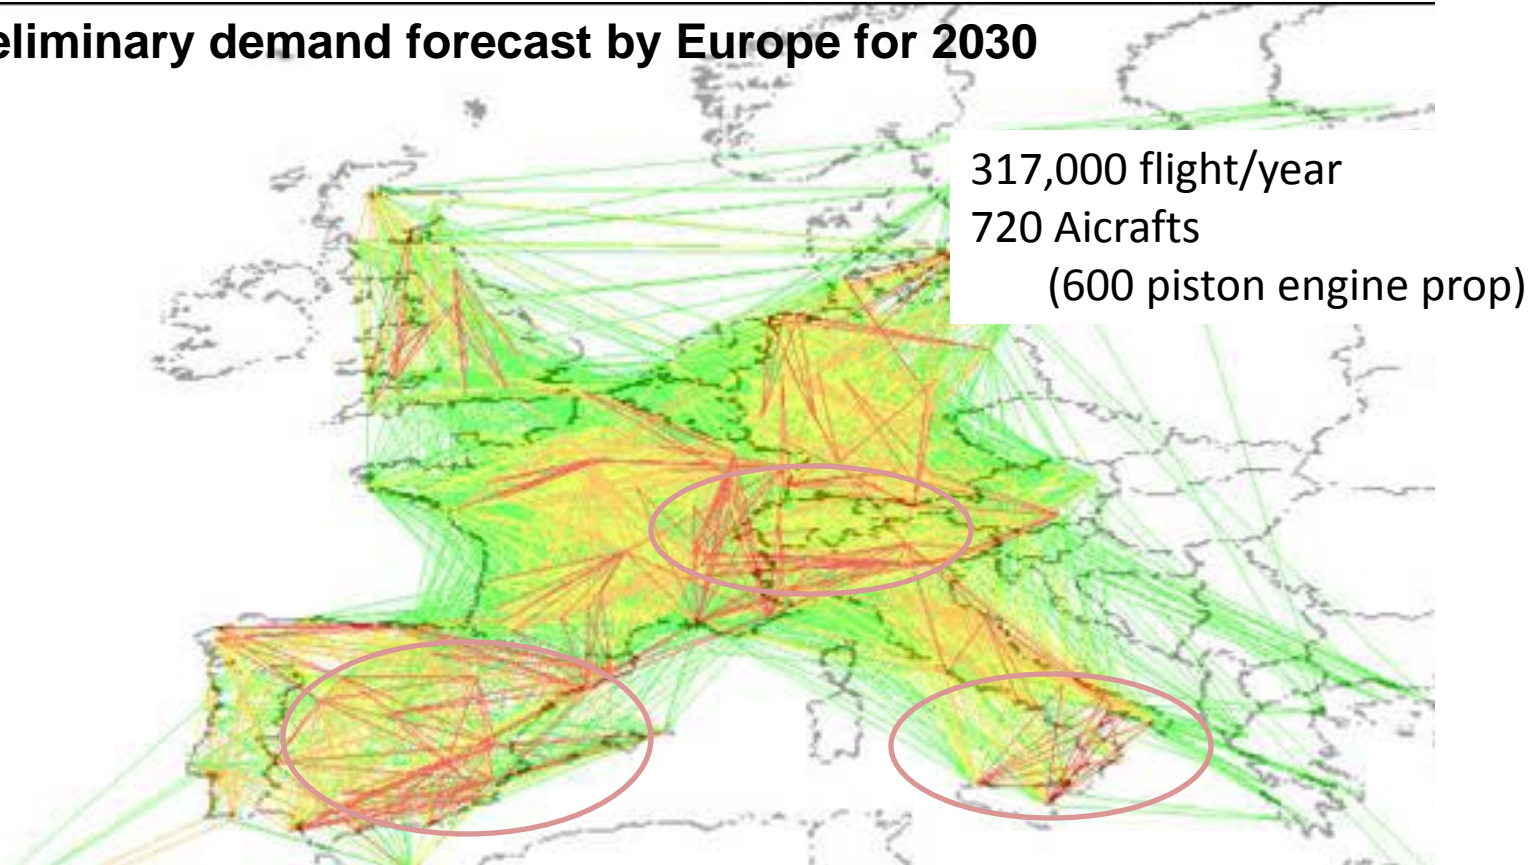 eliminary demand forecast by Europe for 2030
317,000 flight/year
720 Aicrafts
(600 piston engine prop)